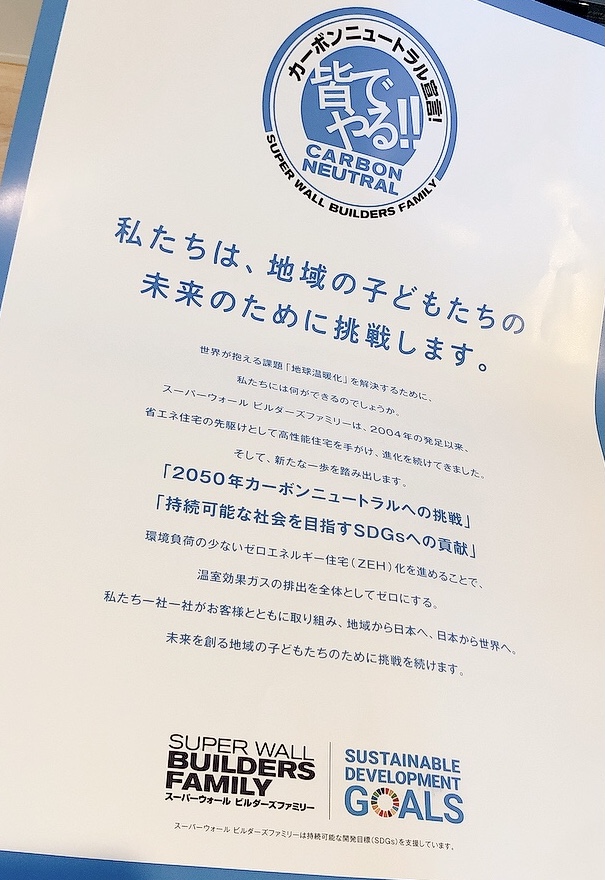 カーボンニュートラル宣言!
皆で
やる!!
CARBON
NEUTRAL
SUPER WALL BUILDERS FAMILY
私たちは、地域の子どもたちの
未来のために挑戦します。
世界が抱える課題「地球温暖化」を解決するために、
私たちには何ができるのでしょうか。
スーパーウォール ビルダーズファミリーは、2004年の発足以来、
省エネ住宅の先駆けとして高性能住宅を手がけ、進化を続けてきました。
そして、新たな一歩を踏み出します。
「2050年カーボンニュートラルへの挑戦」
「持続可能な社会を目指すSDGsへの貢献」
環境負荷の少ないゼロエネルギー住宅(ZEH)化を進めることで、
温室効果ガスの排出を全体としてゼロにする。
私たち一社一社がお客様とともに取り組み、地域から日本へ、日本から世界へ。
未来を創る地域の子どもたちのために挑戦を続けます。
SUPER WALL
BUILDERS
FAMILY
スーパーウォール ビルダーズファミリー
SUSTAINABLE
DEVELOPMENT
GOALS
スーパーウォール ビルダーズファミリーは持続可能な開発目標(SDGs)を支援しています。